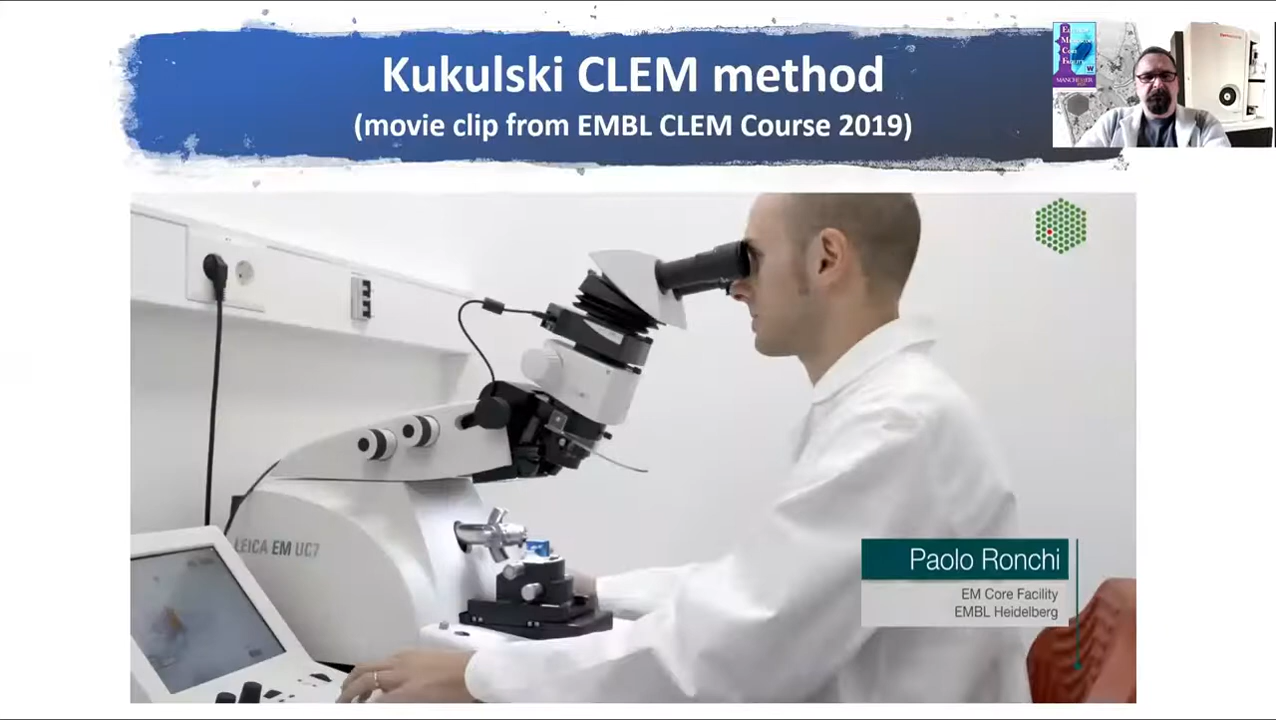 Kukulski CLEM method
(movie clip from EMBL CLEM Course 2019)
MANCHESTER
LEICA EM UC7
Paolo Ronchi
EM Core Facility
EMBL Heidelberg